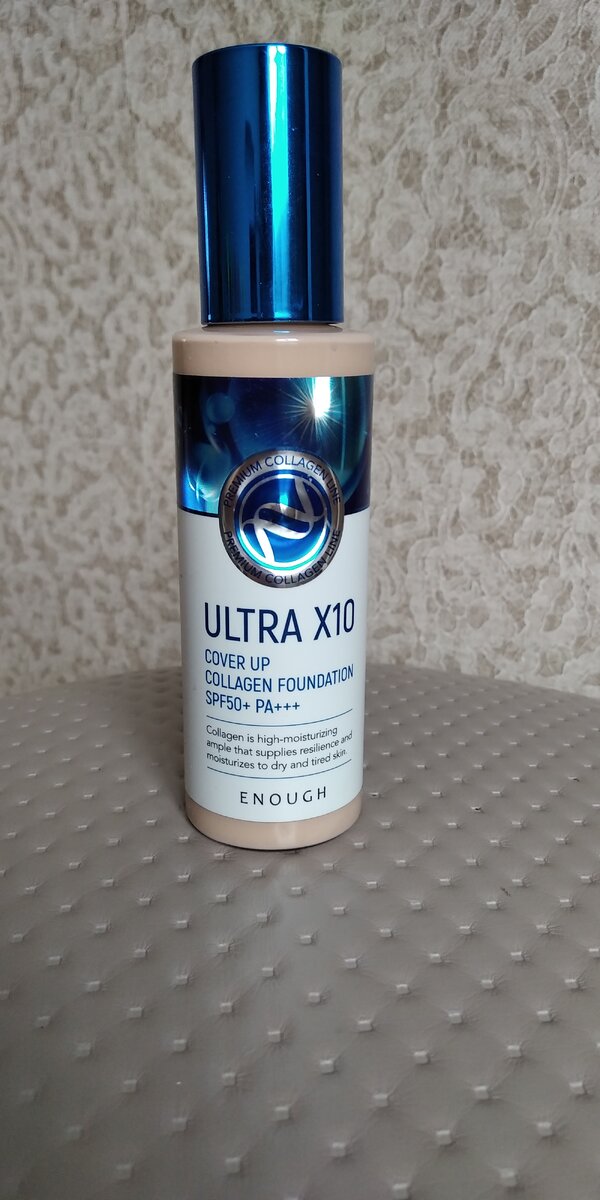 PREMIUM COLLAGEN LINE
PREMIUM COLLAGEN LINE
ULTRA X10
COVER UP
COLLAGEN FOUNDATION
SPF50+ PA+++
Collagen is high-moisturizing
ample that supplies resilience and
moisturizes to dry and tired skin.
ENOUGH